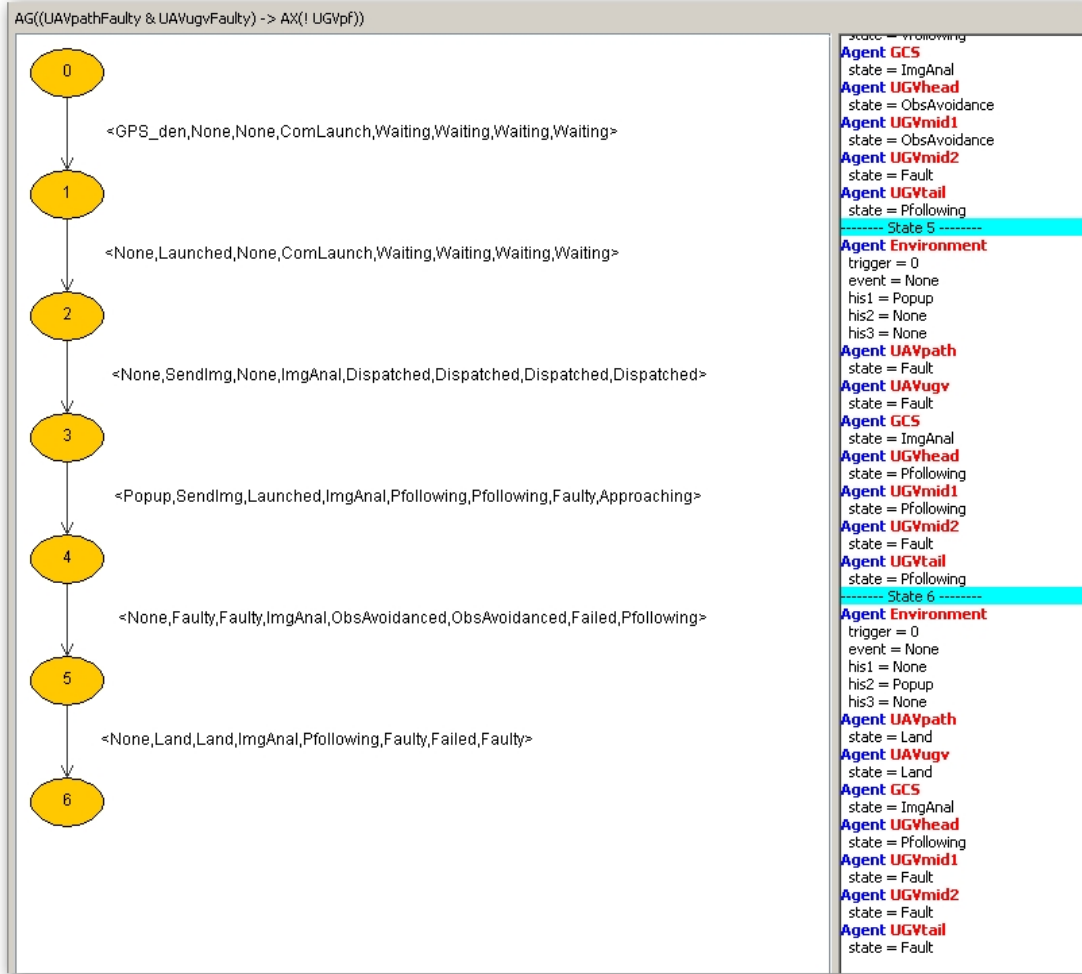 AG((UAVpathFaulty & UAVugvFaulty) -> AX(! UGVpf))
0
<GPS_den,None,None,ComLaunch,Waiting,Waiting,Waiting,Waiting>
1
<None,Launched,None,ComLaunch,Waiting,Waiting,Waiting,Waiting>
2
<None,SendImg,None,ImgAnal,Dispatched,Dispatched,Dispatched,Dispatched>
3
<Popup,SendImg,Launched,ImgAnal,Pfollowing,Pfollowing,Faulty,Approaching>
4
<None,Faulty,Faulty,ImgAnal,ObsAvoidanced,ObsAvoidanced,Failed,Pfollowing>
5
<None,Land,Land,ImgAnal,Pfollowing,Faulty,Failed,Faulty>
6
state = Vfollowing
Agent GCS
state = ImgAnal
Agent UGVhead
state = ObsAvoidance
Agent UGVmid1
state = ObsAvoidance
Agent UGVmid2
state = Fault
Agent UGVtail
state = Pfollowing
-------- State 5 --------
Agent Environment
trigger = 0
event = None
his1 = Popup
his2 = None
his3 = None
Agent UAVpath
state = Fault
Agent UAVugv
state = Fault
Agent GCS
state = ImgAnal
Agent UGVhead
state = Pfollowing
Agent UGVmid1
state = Pfollowing
Agent UGVmid2
state = Fault
Agent UGVtail
state = Pfollowing
-------- State 6 --------
Agent Environment
trigger = 0
event = None
his1 = None
his2 = Popup
his3 = None
Agent UAVpath
state = Land
Agent UAVugv
state = Land
Agent GCS
state = ImgAnal
Agent UGVhead
state = Pfollowing
Agent UGVmid1
state = Fault
Agent UGVmid2
state = Fault
Agent UGVtail
state = Fault